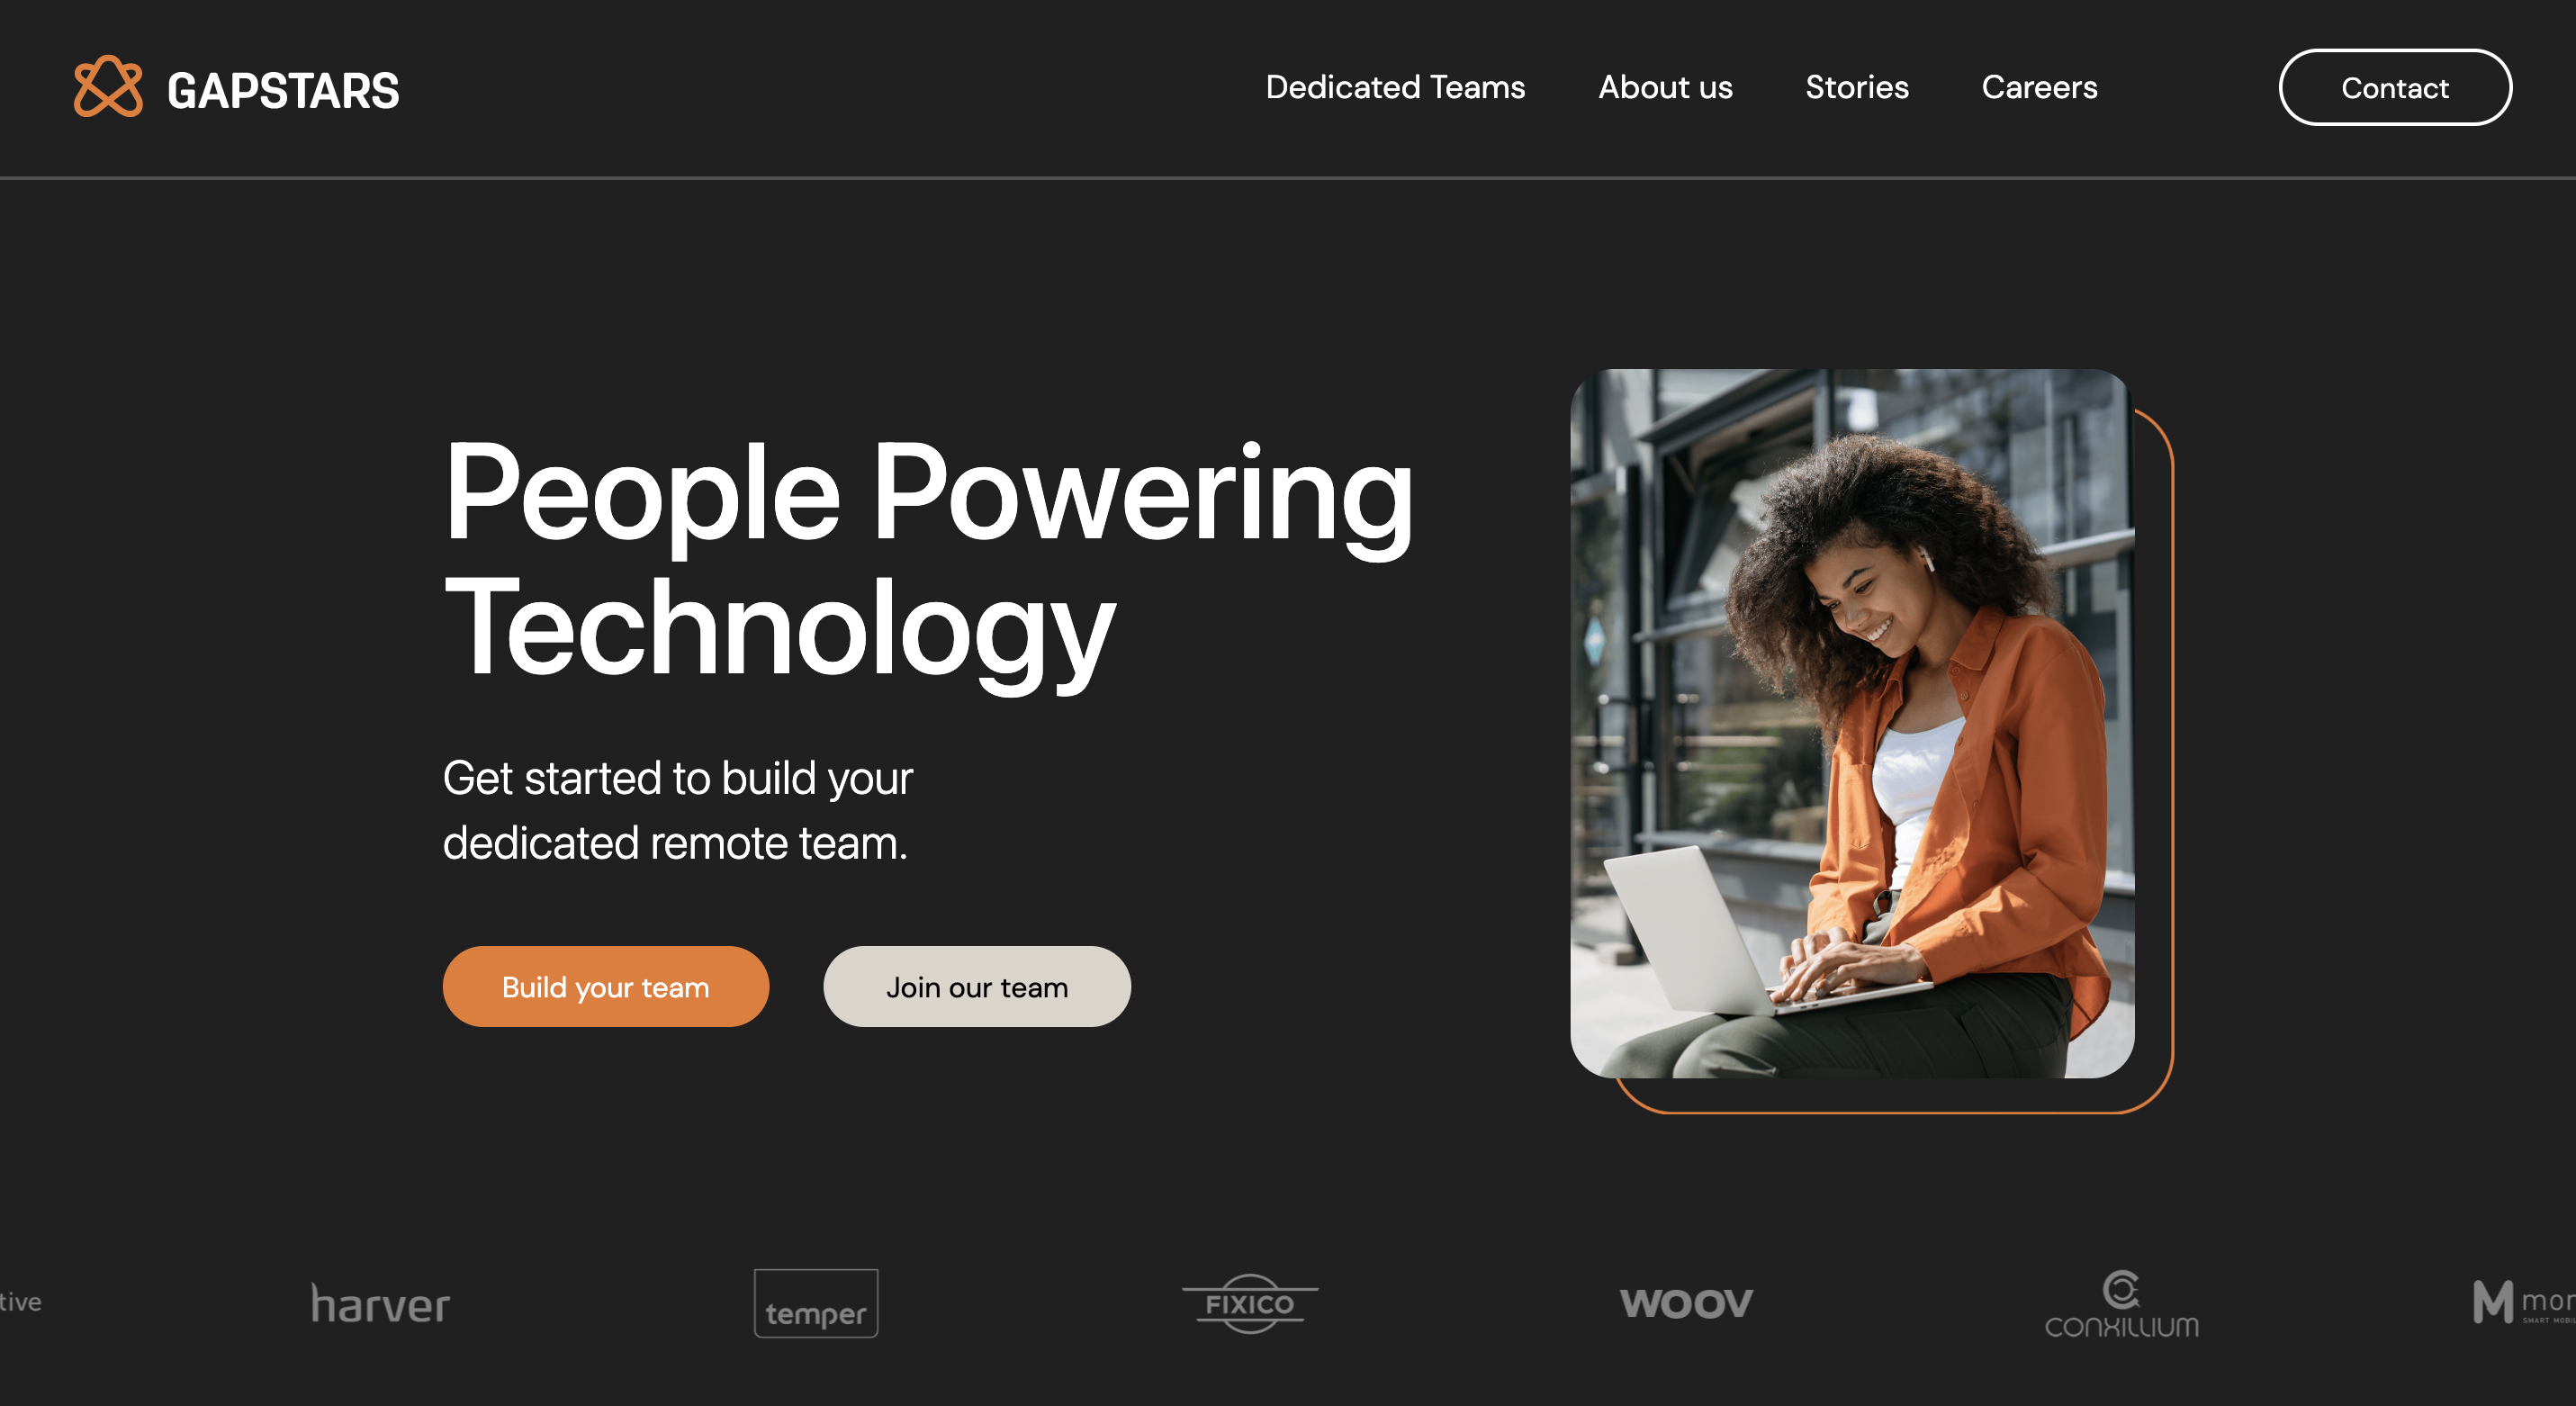 GAPSTARS
Dedicated Teams
About us
Stories
Careers
Contact
People Powering
Technology
Get started to build your
dedicated remote team.
Build your team
Join our team
tive
harver
temper
FIXICO
WOOV
CONXILLIUM
M mon